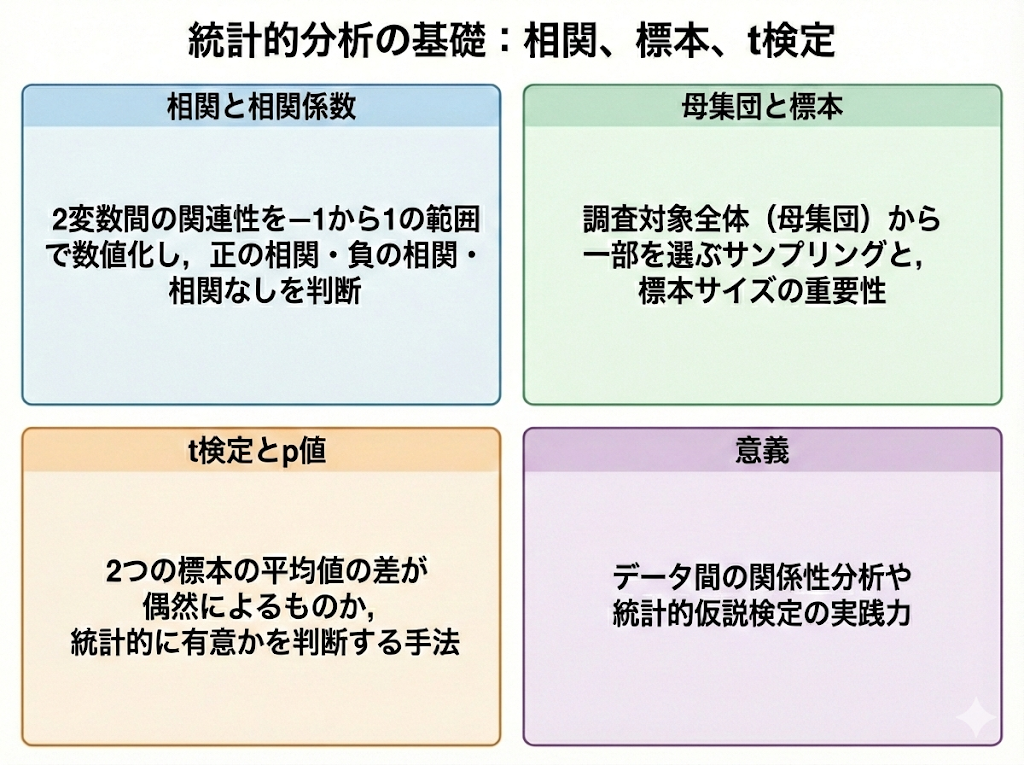 統計的分析の基礎：相関、標本、t検定
相関と相関係数
2変数間の関連性を−1から1の範囲
で数値化し，正の相関・負の相関・
相関なしを判断
母集団と標本
調査対象全体（母集団）から
一部を選ぶサンプリングと，
標本サイズの重要性
t検定とp値
2つの標本の平均値の差が
偶然によるものか，
統計的に有意かを判断する手法
意義
データ間の関係性分析や
統計的仮説検定の実践力